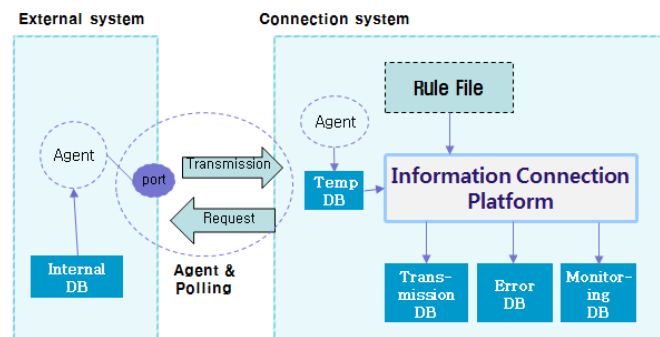 External system
Connection system
Rule File
Agent
Agent
Transmission
port
Temp
DB
Information Connection
Platform
Request
Internal
DB
Agent &
Polling
Trans-
mission
DB
Error
DB
Monitor-
ing DB